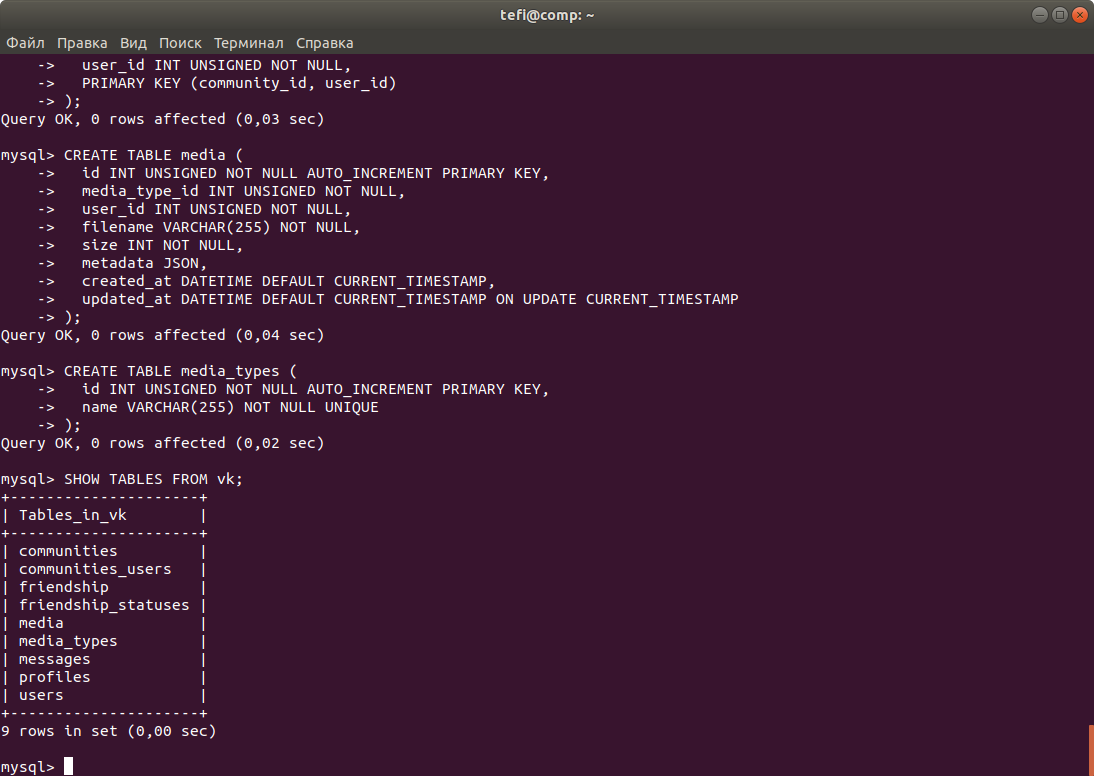 tefi@comp: ~
Файл Правка Вид Поиск Терминал Справка
    ->   user_id INT UNSIGNED NOT NULL,
    ->   PRIMARY KEY (community_id, user_id)
    -> );
Query OK, 0 rows affected (0,03 sec)

mysql> CREATE TABLE media (
    ->   id INT UNSIGNED NOT NULL AUTO_INCREMENT PRIMARY KEY,
    ->   media_type_id INT UNSIGNED NOT NULL,
    ->   user_id INT UNSIGNED NOT NULL,
    ->   filename VARCHAR(255) NOT NULL,
    ->   size INT NOT NULL,
    ->   metadata JSON,
    ->   created_at DATETIME DEFAULT CURRENT_TIMESTAMP,
    ->   updated_at DATETIME DEFAULT CURRENT_TIMESTAMP ON UPDATE CURRENT_TIMESTAMP
    -> );
Query OK, 0 rows affected (0,04 sec)

mysql> CREATE TABLE media_types (
    ->   id INT UNSIGNED NOT NULL AUTO_INCREMENT PRIMARY KEY,
    ->   name VARCHAR(255) NOT NULL UNIQUE
    -> );
Query OK, 0 rows affected (0,02 sec)

mysql> SHOW TABLES FROM vk;
+---------------------+
| Tables_in_vk        |
+---------------------+
| communities         |
| communities_users   |
| friendship          |
| friendship_statuses |
| media               |
| media_types         |
| messages            |
| profiles            |
| users               |
+---------------------+
9 rows in set (0,00 sec)

mysql>